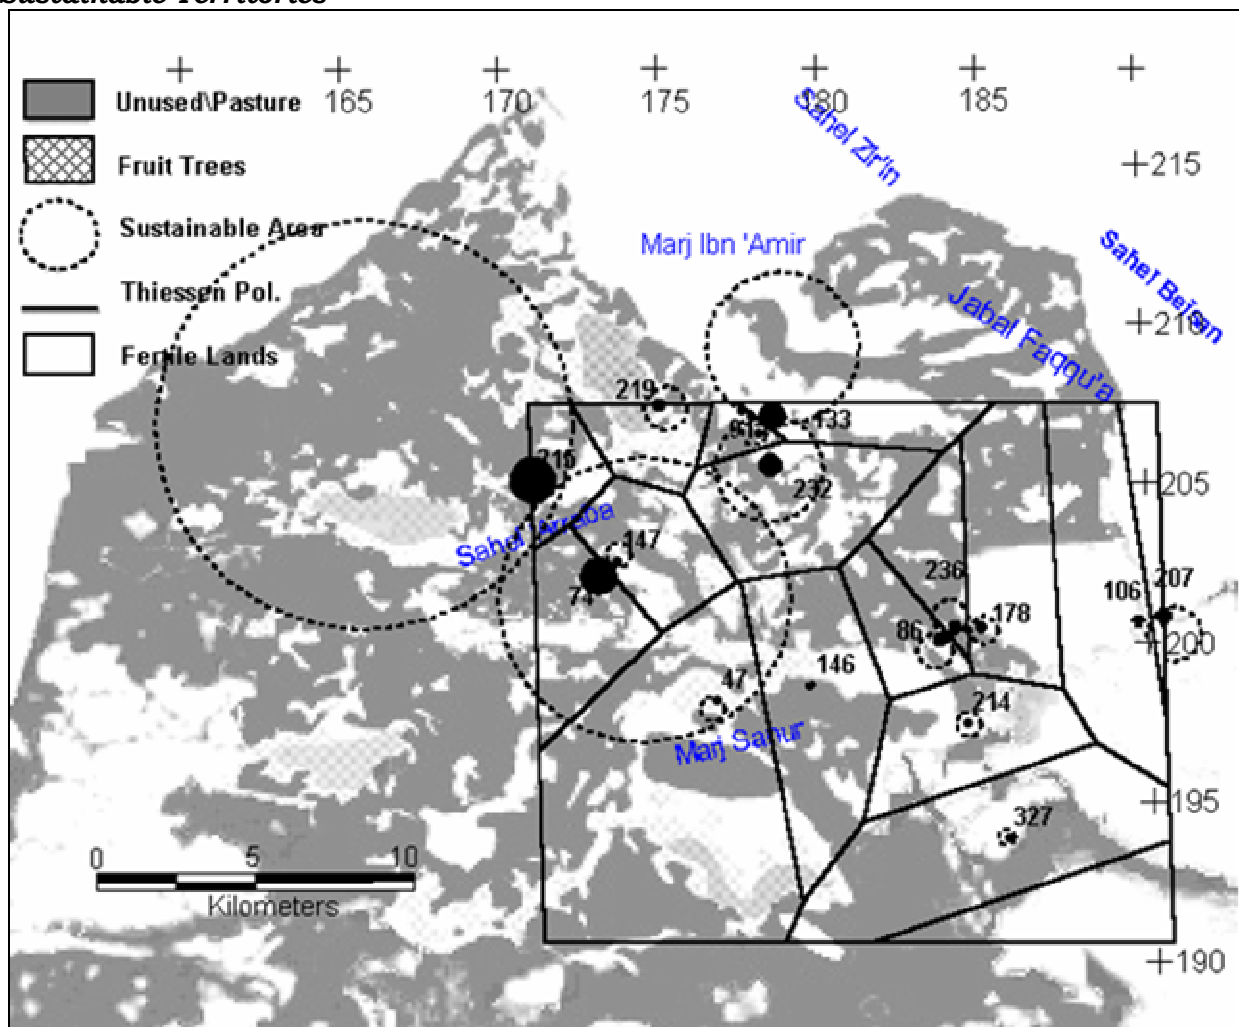 Sustainable Territories
Unused\Pasture
Fruit Trees
Sustainable Area
Thiessen Pol.
Fertile Lands
165
170
175
180
185
Sahel Zir'in
215
Marj Ibn 'Amir
Sahel Beisan
Jabal Faqqu'a
210
219
133
232
205
Sahel 'Arraba
147
74
236
106
207
178
86
200
146
47
214
Marj Sanur
195
327
0 5 10
Kilometers
190